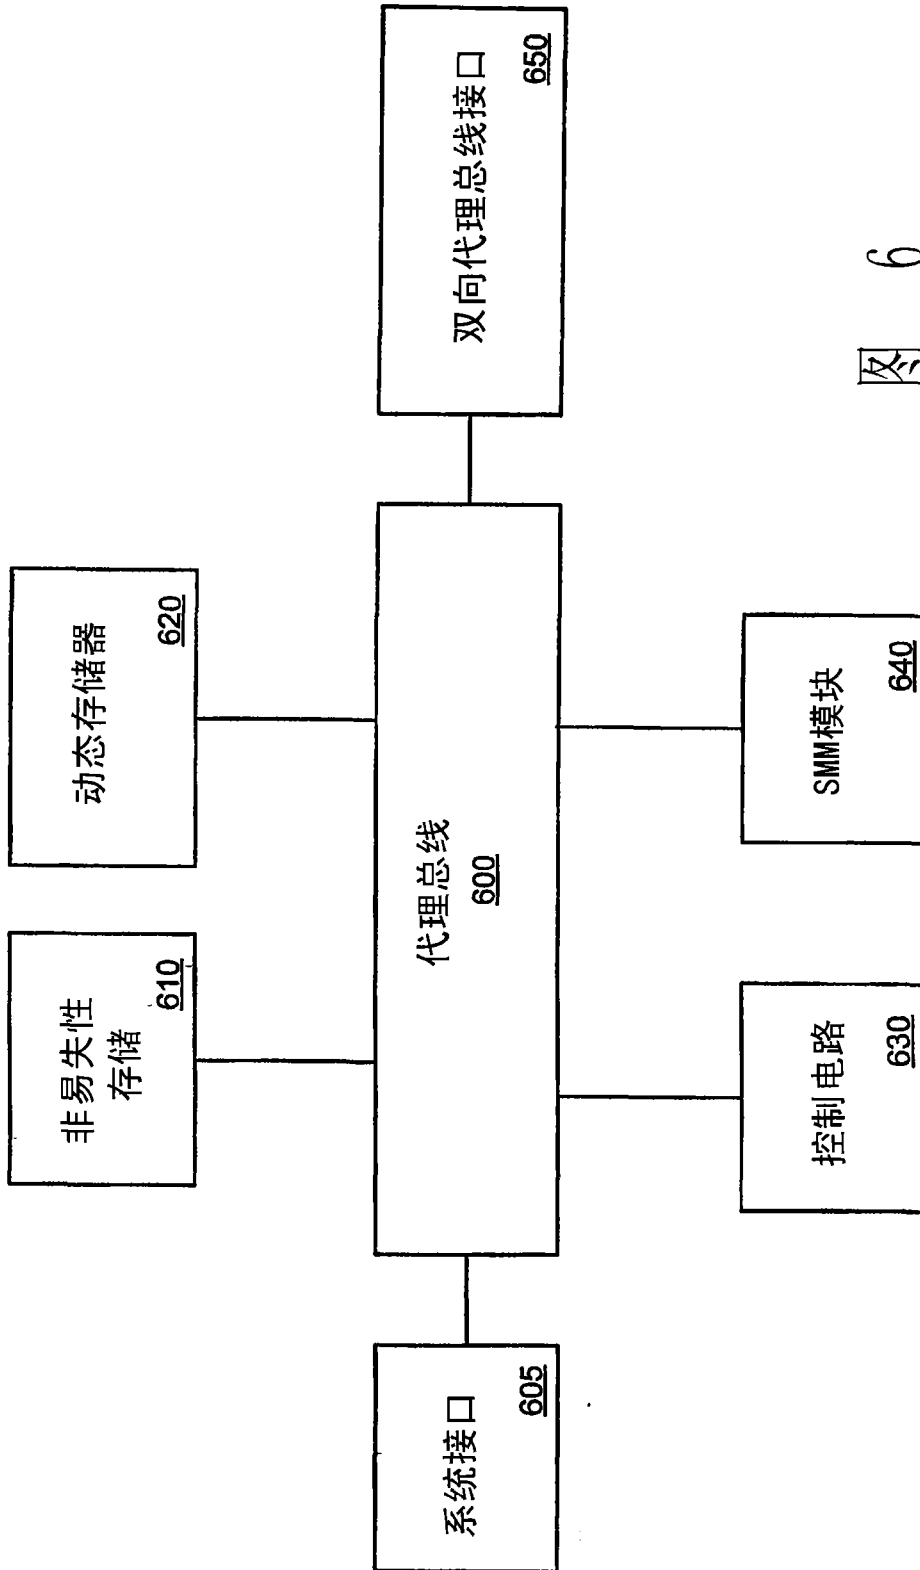 非易失性
存储
610
动态存储器
620
系统接口
605
代理总线
600
双向代理总线接口
650
控制电路
630
SMM模块
640
图 6